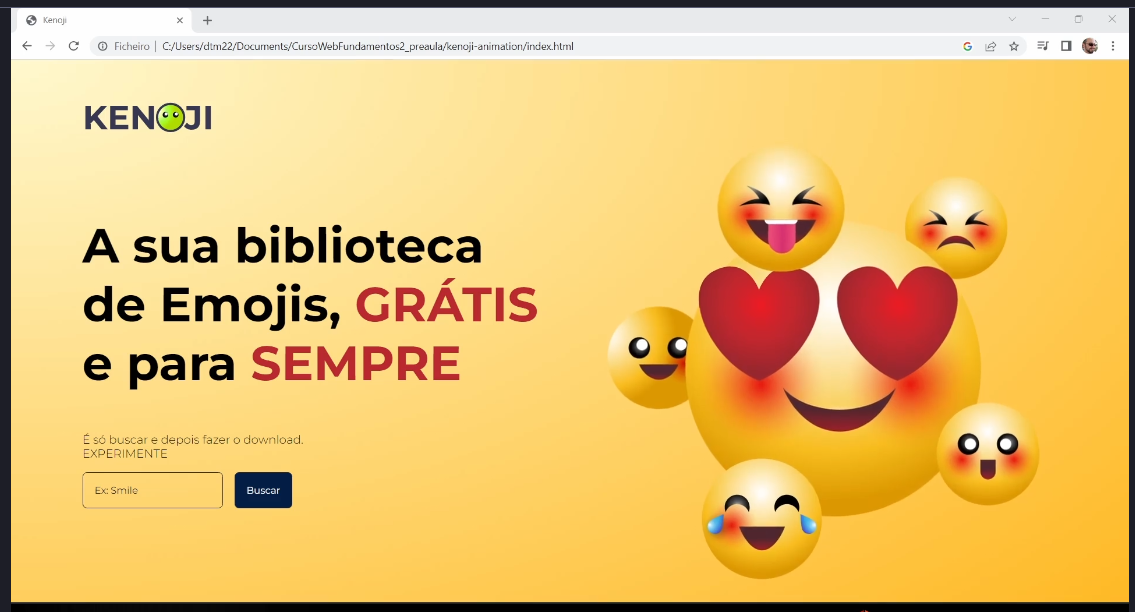 Kenoji
Ficheiro | C:/Users/dtm22/Documents/CursoWebFundamentos2_preaula/kenoji-animation/index.html
KENOJI
A sua biblioteca
de Emojis, GRÁTIS
e para SEMPRE
É só buscar e depois fazer o download.
EXPERIMENTE
Ex: Smile
Buscar